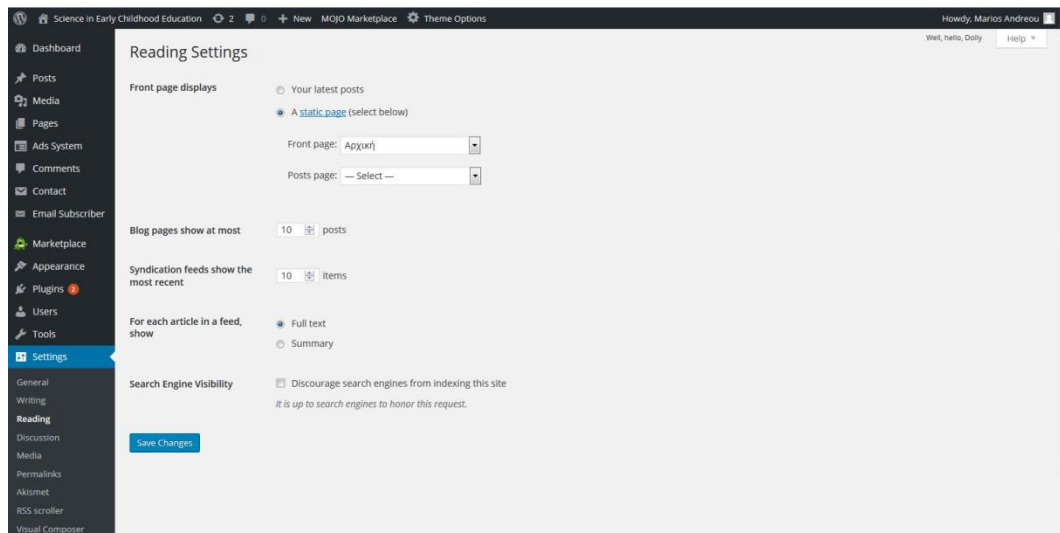 Science in Early Childhood Education 2 0 New MOJO Marketplace Theme Options Howdy, Marios Andreou
Well, hello, Dolly Help
Dashboard
Posts
Media
Pages
Ads System
Comments
Contact
Email Subscriber
Marketplace
Appearance
Plugins 2
Users
Tools
Settings
General
Writing
Reading
Discussion
Media
Permalinks
Akismet
RSS scroller
Visual Composer
Reading Settings
Front page displays
Your latest posts
A static page (select below)
Front page: Αρχική
Posts page: — Select —
Blog pages show at most 10 posts
Syndication feeds show the
most recent
10 items
For each article in a feed,
show
Full text
Summary
Search Engine Visibility
Discourage search engines from indexing this site
It is up to search engines to honor this request.
Save Changes